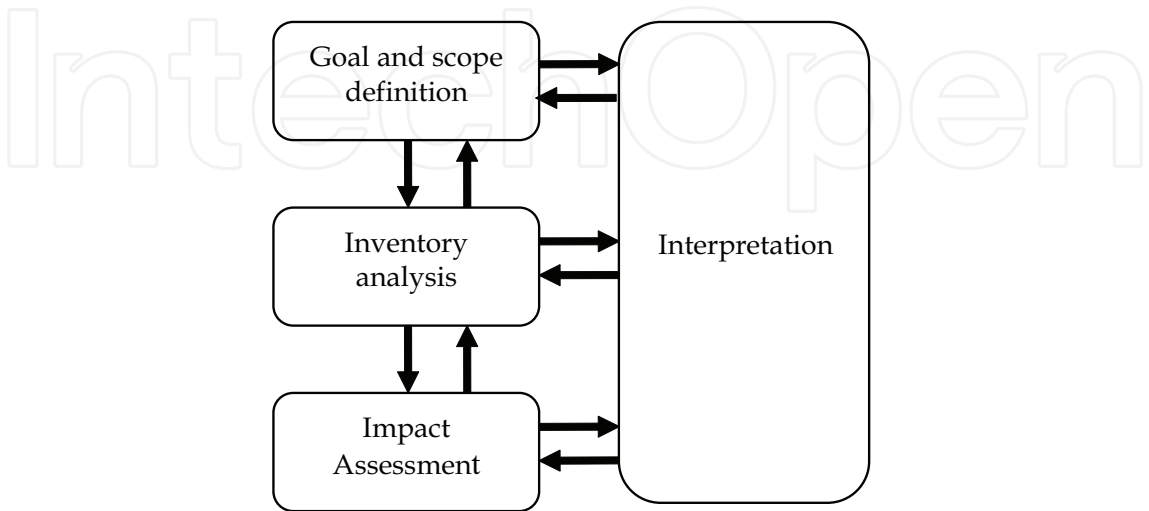 IntechOpen
Goal and scope
definition
Inventory
analysis
Interpretation
Impact
Assessment